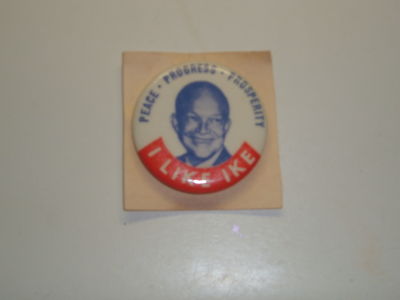 PEACE • PROGRESS • PROSPERITY
I LIKE IKE